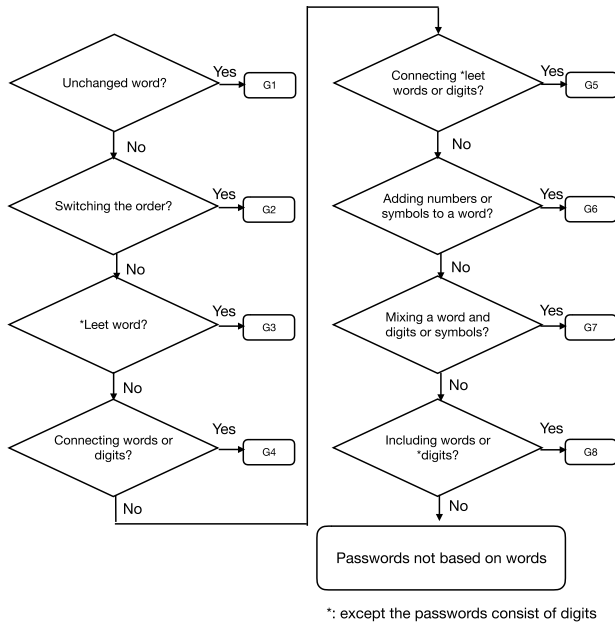 Unchanged word?
Yes
G1
No
Switching the order?
Yes
G2
No
*Leet word?
Yes
G3
No
Connecting words or
digits?
Yes
G4
No
Connecting *leet
words or digits?
Yes
G5
No
Adding numbers or
symbols to a word?
Yes
G6
No
Mixing a word and
digits or symbols?
Yes
G7
No
Including words or
*digits?
Yes
G8
No
Passwords not based on words
*: except the passwords consist of digits